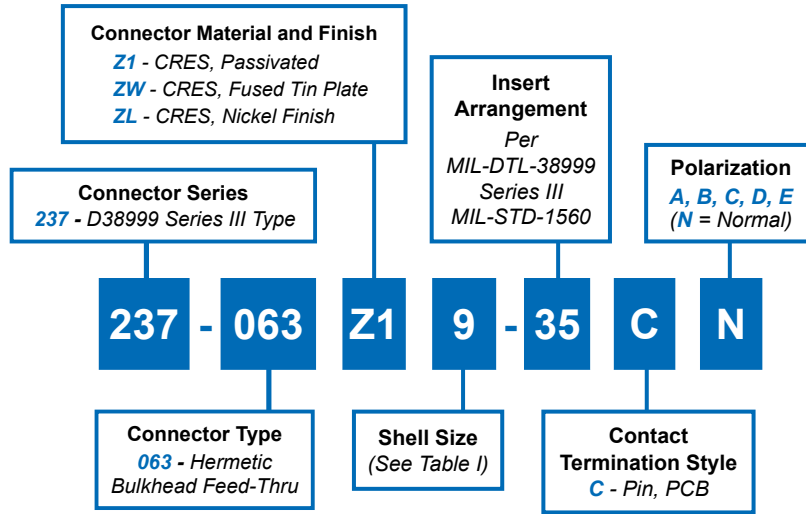 Connector Material and Finish
Z1 - CRES, Passivated
ZW - CRES, Fused Tin Plate
ZL - CRES, Nickel Finish
Insert
Arrangement
Per
MIL-DTL-38999
Series III
MIL-STD-1560
Polarization
A, B, C, D, E
(N = Normal)
Connector Series
237 - D38999 Series III Type
237 - 063 Z1 9 - 35 C N
Connector Type
063 - Hermetic
Bulkhead Feed-Thru
Shell Size
(See Table I)
Contact
Termination Style
C - Pin, PCB